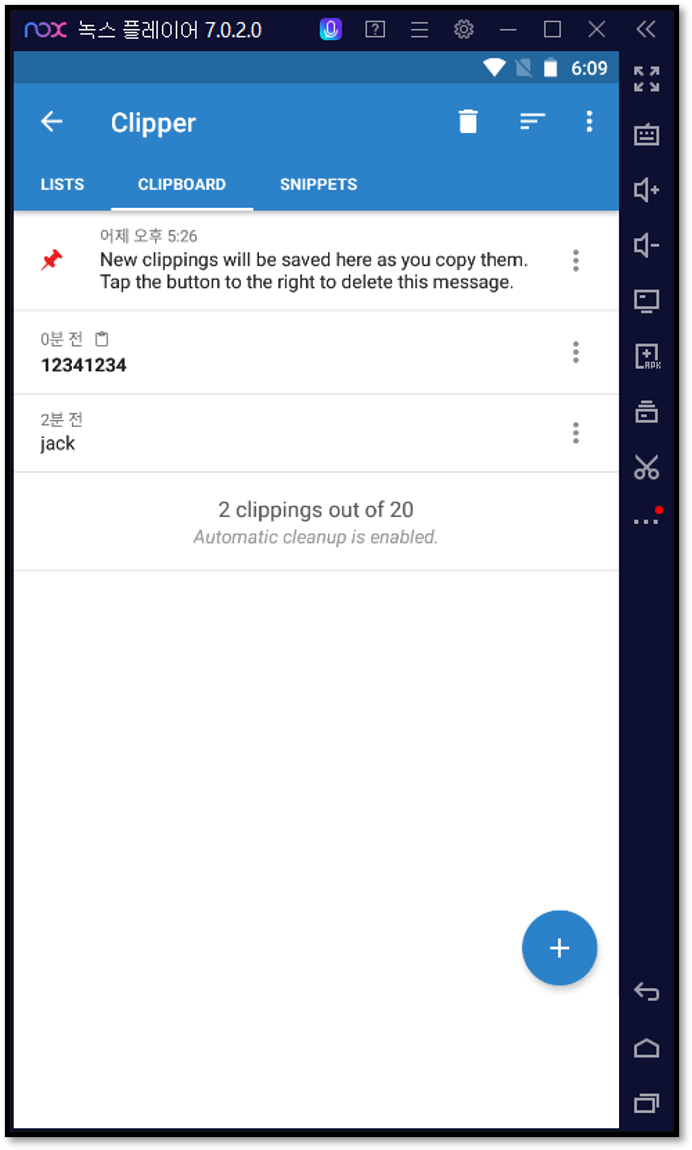 nox 녹스 플레이어 7.0.2.0
6:09
Clipper
LISTS CLIPBOARD SNIPPETS
어제 오후 5:26
New clippings will be saved here as you copy them.
Tap the button to the right to delete this message.
0분 전
12341234
2분 전
jack
2 clippings out of 20
Automatic cleanup is enabled.
APK